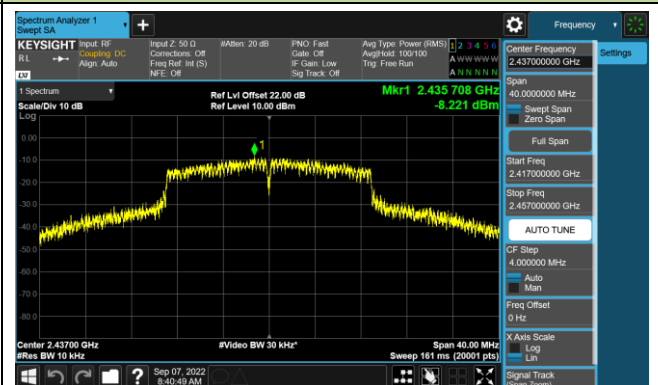 Spectrum Analyzer 1
Swept SA
Frequency
KEYSIGHT Input: RF
Coupling: DC
Align: Auto
RL
LXI
Input Z: 50 Ω
Corrections: Off
Freq Ref: Int (S)
NFE: Off
#Atten: 20 dB
PNO: Fast
Gate: Off
IF Gain: Low
Sig Track: Off
Avg Type: Power (RMS)
Avg|Hold: 100/100
Trig: Free Run
1 2 3 4 5 6
A W W W W W
A N N N N N
1 Spectrum
Scale/Div 10 dB
Log
Ref Lvl Offset 22.00 dB
Ref Level 10.00 dBm
Mkr1 2.435 708 GHz
-8.221 dBm
1
0.00
-10.0
-20.0
-30.0
-40.0
-50.0
-60.0
-70.0
-80.0
Center 2.43700 GHz
#Res BW 10 kHz
#Video BW 30 kHz*
Span 40.00 MHz
Sweep 161 ms (20001 pts)
Sep 07, 2022
8:40:49 AM
?
Center Frequency
2.437000000 GHz
Settings
Span
40.0000000 MHz
Swept Span
Zero Span
Full Span
Start Freq
2.417000000 GHz
Stop Freq
2.457000000 GHz
AUTO TUNE
CF Step
4.000000 MHz
Auto
Man
Freq Offset
0 Hz
X Axis Scale
Log
Lin
Signal Track
(Span Zoom)